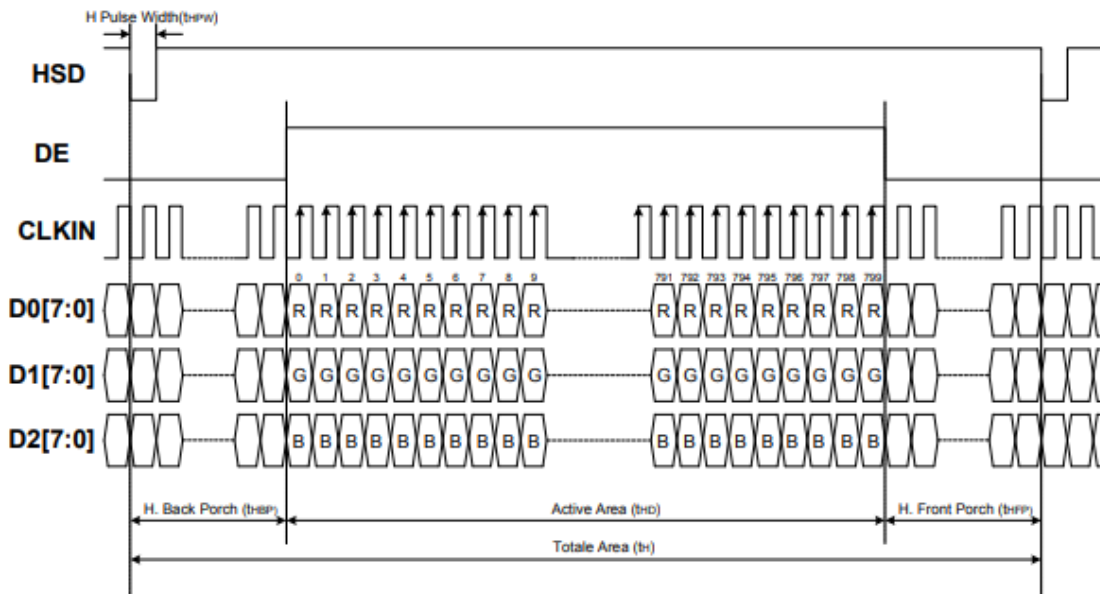 H Pulse Width(tHPW)
HSD
DE
CLKIN
0 1 2 3 4 5 6 7 8 9 791 792 793 794 795 796 797 798 799
D0[7:0] R R R R R R R R R R R R R R R R R R R
D1[7:0] G G G G G G G G G G G G G G G G G G G
D2[7:0] B B B B B B B B B B B B B B B B B B B
H. Back Porch (tHBP) Active Area (tHD) H. Front Porch (tHFP)
Totale Area (tH)